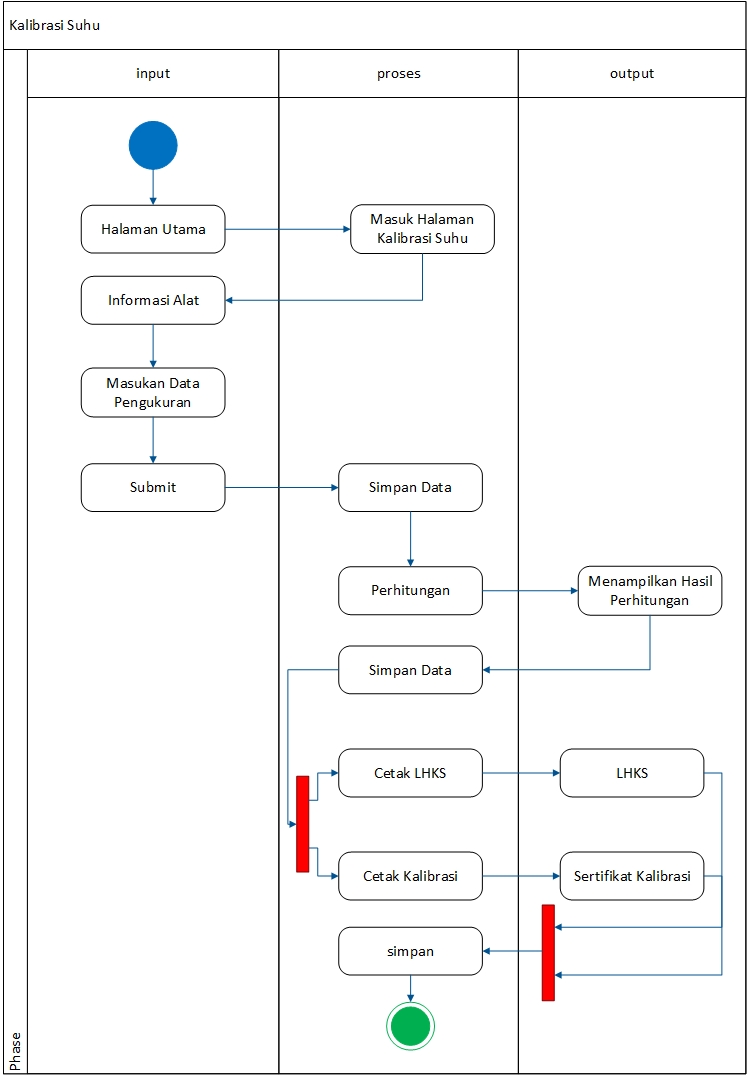 Kalibrasi Suhu
input
proses
output
Halaman Utama
Masuk Halaman
Kalibrasi Suhu
Informasi Alat
Masukan Data
Pengukuran
Submit
Simpan Data
Perhitungan
Menampilkan Hasil
Perhitungan
Simpan Data
Cetak LHKS
LHKS
Cetak Kalibrasi
Sertifikat Kalibrasi
simpan
Phase